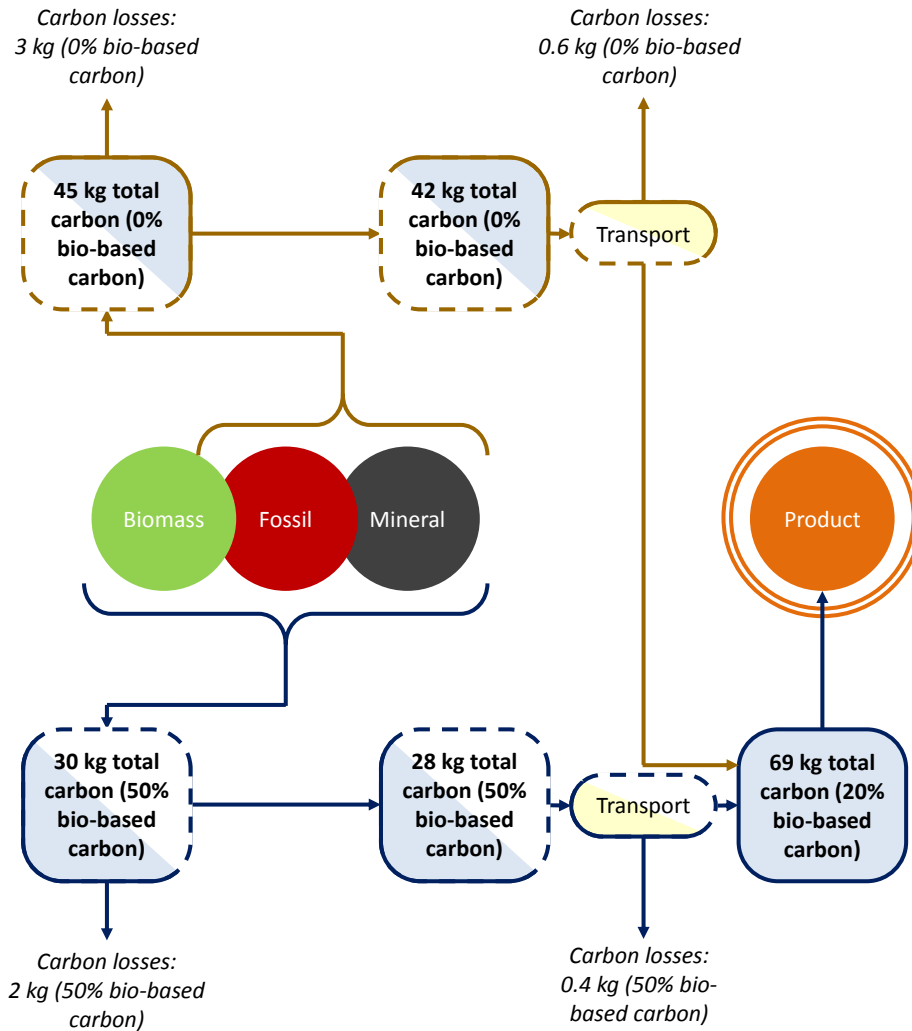 Carbon losses:
3 kg (0% bio-based
carbon)
Carbon losses:
0.6 kg (0% bio-based
carbon)
45 kg total
carbon (0%
bio-based
carbon)
42 kg total
carbon (0%
bio-based
carbon)
Transport
Biomass
Fossil
Mineral
Product
30 kg total
carbon (50%
bio-based
carbon)
28 kg total
carbon (50%
bio-based
carbon)
Transport
69 kg total
carbon (20%
bio-based
carbon)
Carbon losses:
2 kg (50% bio-based
carbon)
Carbon losses:
0.4 kg (50% bio-
based carbon)